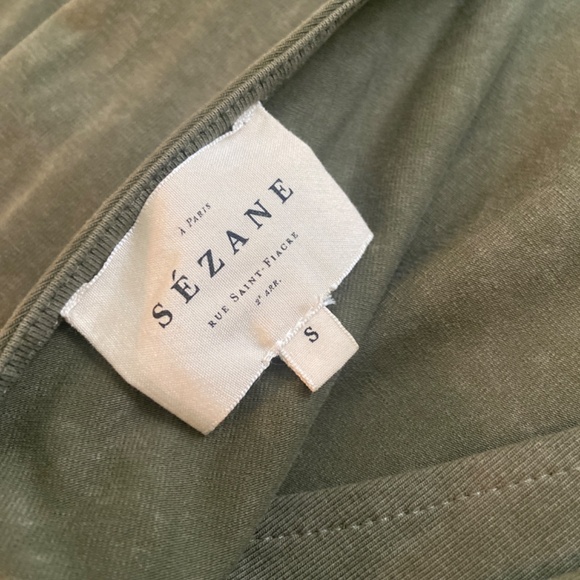 À PARIS
SÉZANE
RUE SAINT-FIACRE
2ᵉ ARR.
S